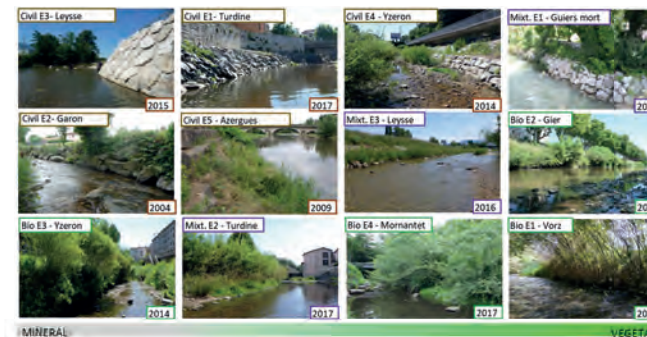 Civil E3- Leysse
2015
Civil E1- Turdine
2017
Civil E4 - Yzeron
2014
Mixt. E1 - Guiers mort
Civil E2- Garon
2004
Civil E5 - Azergues
2009
Mixt. E3 - Leysse
2016
Bio E2 - Gier
Bio E3 - Yzeron
2014
Mixt. E2 - Turdine
2017
Bio E4 - Mornantet
2017
Bio E1 - Vorz
MINERAL